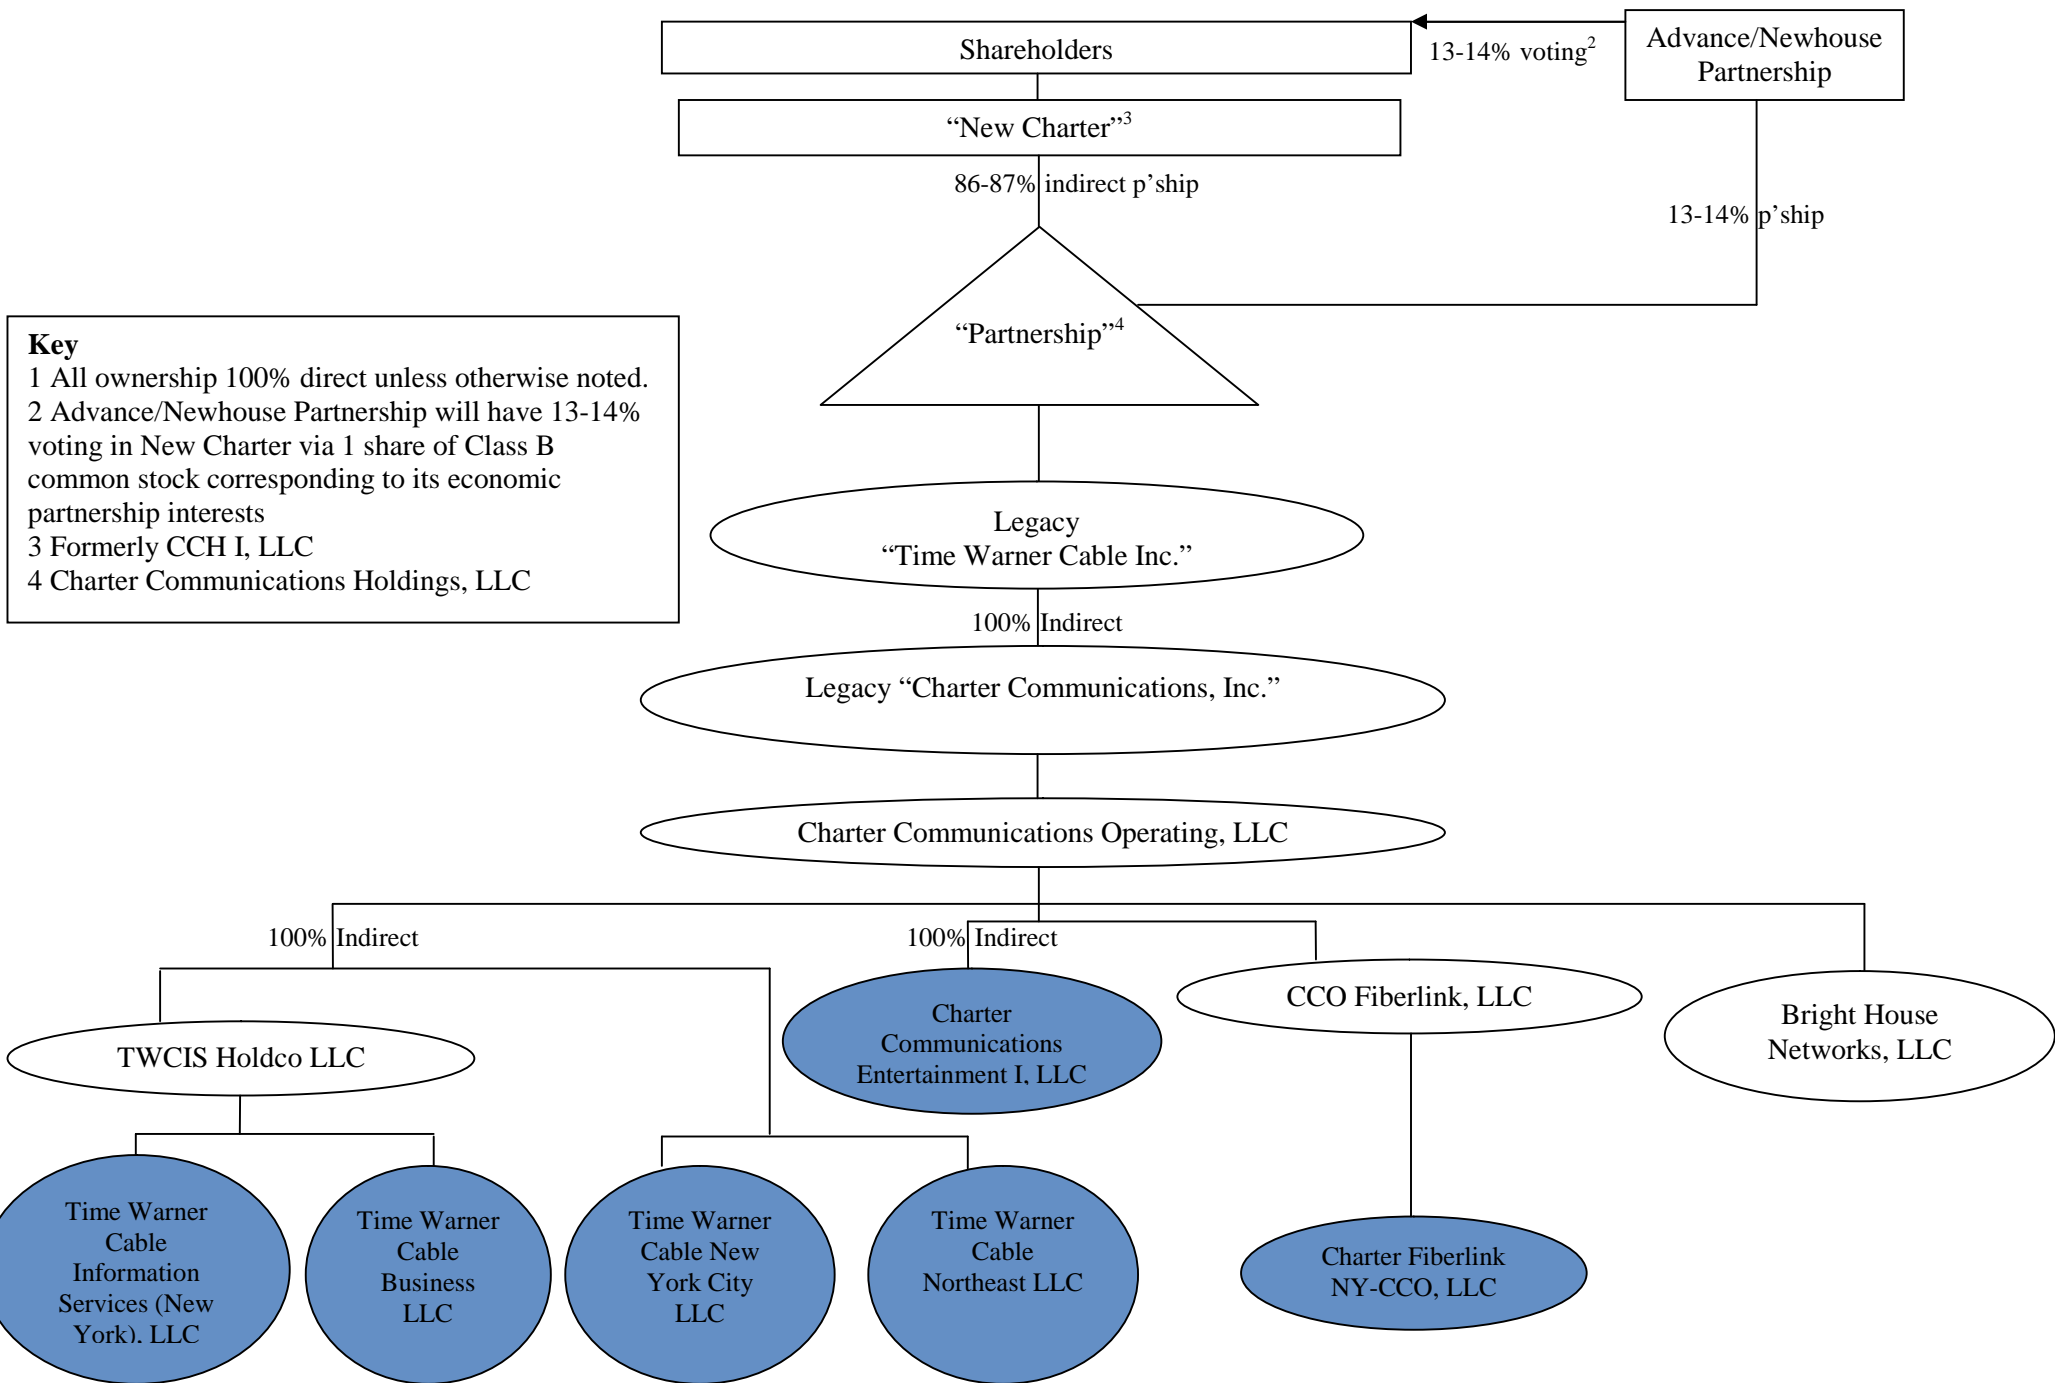 Shareholders
13-14% voting2
Advance/Newhouse
Partnership
“New Charter”3
86-87% indirect p’ship
13-14% p’ship
“Partnership”4
Key
1 All ownership 100% direct unless otherwise noted.
2 Advance/Newhouse Partnership will have 13-14%
voting in New Charter via 1 share of Class B
common stock corresponding to its economic
partnership interests
3 Formerly CCH I, LLC
4 Charter Communications Holdings, LLC
Legacy
“Time Warner Cable Inc.”
100% Indirect
Legacy “Charter Communications, Inc.”
Charter Communications Operating, LLC
100% Indirect
100% Indirect
TWCIS Holdco LLC
Charter
Communications
Entertainment I, LLC
CCO Fiberlink, LLC
Bright House
Networks, LLC
Time Warner
Cable
Information
Services (New
York), LLC
Time Warner
Cable
Business
LLC
Time Warner
Cable New
York City
LLC
Time Warner
Cable
Northeast LLC
Charter Fiberlink
NY-CCO, LLC